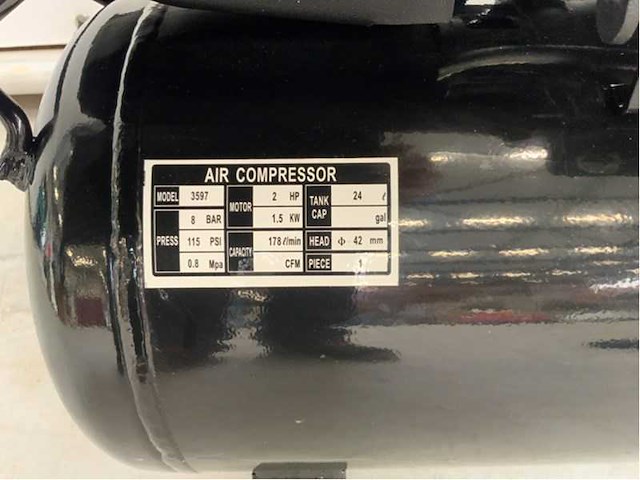 AIR COMPRESSOR
MODEL 3597 MOTOR 2 HP TANK CAP 24 ℓ
PRESS 8 BAR 1.5 KW gal
115 PSI CAPACITY 178 ℓ/min HEAD Φ 42 mm
0.8 Mpa CFM PIECE 1